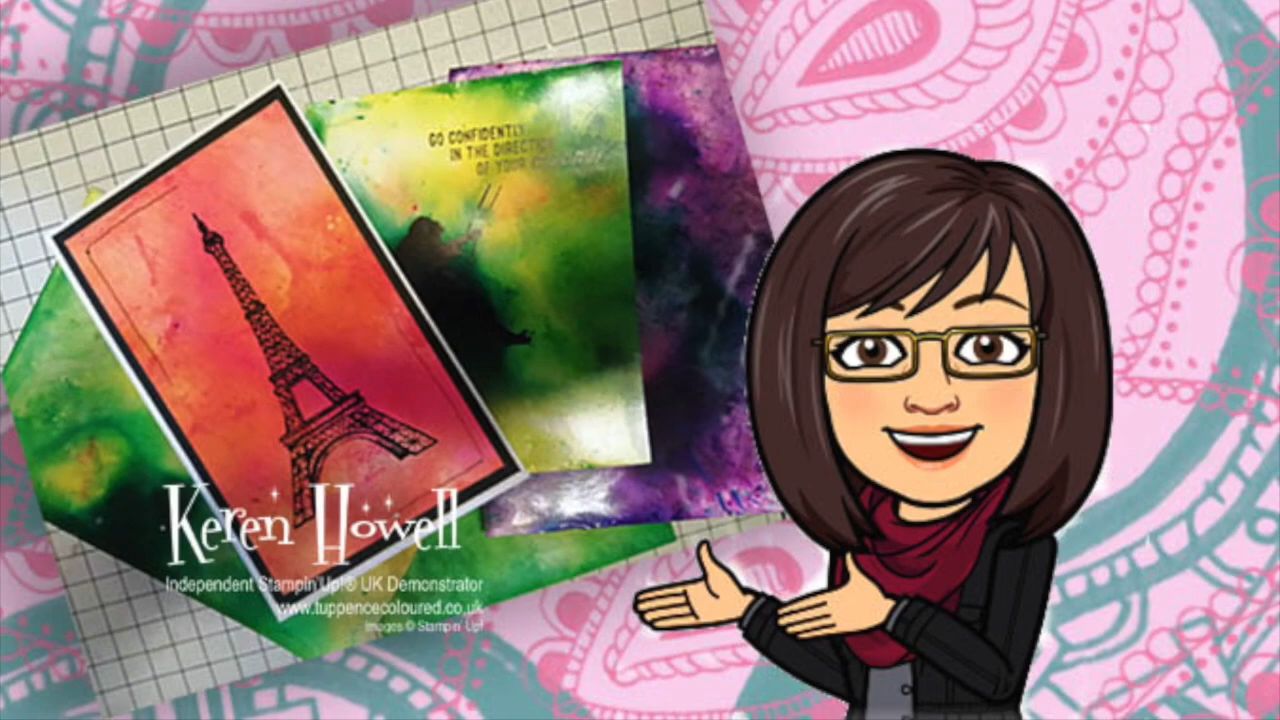 GO CONFIDENTLY
IN THE DIRECTION
OF YOUR
Keren Howell
Independent Stampin'Up!® UK Demonstrator
www.tuppencecoloured.co.uk
Images © Stampin' Up!